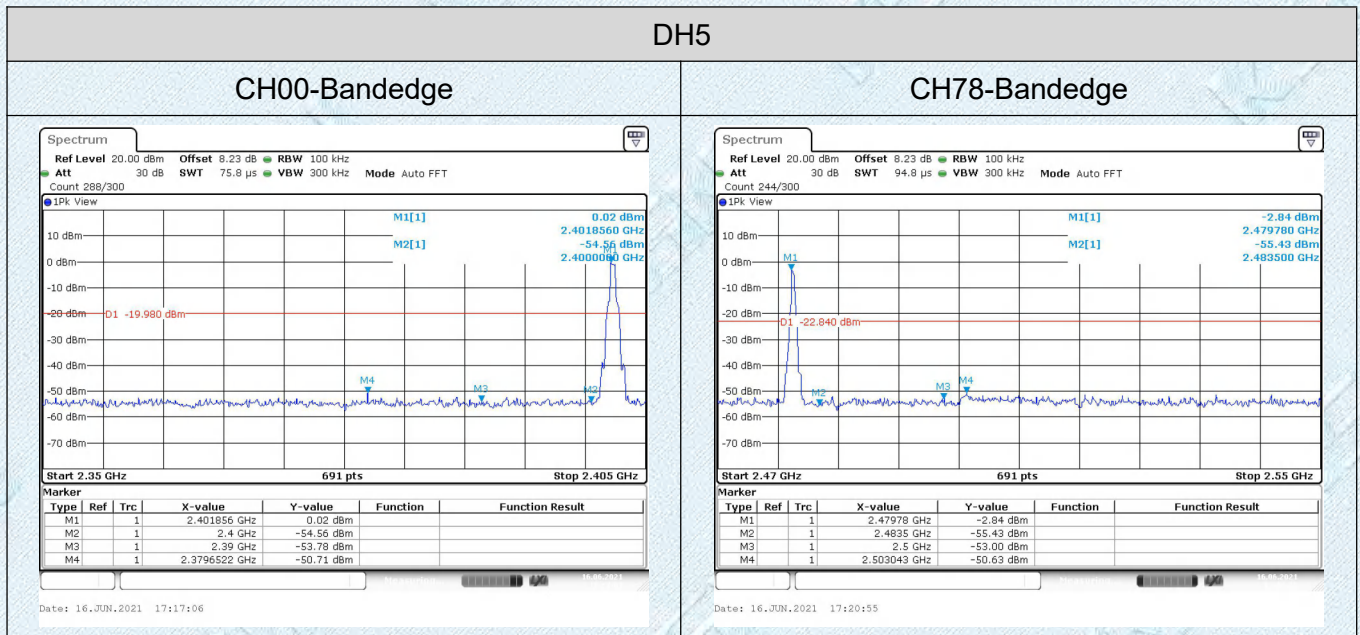 DH5
CH00-Bandedge
CH78-Bandedge
Spectrum
Ref Level 20.00 dBm Offset 8.23 dB RBW 100 kHz
Att 30 dB SWT 75.8 µs VBW 300 kHz Mode Auto FFT
Count 288/300
1Pk View
M1[1] 0.02 dBm
2.4018560 GHz
M2[1] -54.56 dBm
2.4000000 GHz
M1
10 dBm
0 dBm
-10 dBm
-20 dBm
D1 -19.980 dBm
-30 dBm
-40 dBm
-50 dBm
M4
M3
M2
-60 dBm
-70 dBm
Start 2.35 GHz 691 pts Stop 2.405 GHz
Marker
Type Ref Trc X-value Y-value Function Function Result
M1 1 2.401856 GHz 0.02 dBm
M2 1 2.4 GHz -54.56 dBm
M3 1 2.39 GHz -53.78 dBm
M4 1 2.3796522 GHz -50.71 dBm
16.06.2021
Date: 16.JUN.2021 17:17:06
Spectrum
Ref Level 20.00 dBm Offset 8.23 dB RBW 100 kHz
Att 30 dB SWT 94.8 µs VBW 300 kHz Mode Auto FFT
Count 244/300
1Pk View
M1[1] -2.84 dBm
2.479780 GHz
M2[1] -55.43 dBm
2.483500 GHz
10 dBm
0 dBm
M1
-10 dBm
-20 dBm
D1 -22.840 dBm
-30 dBm
-40 dBm
-50 dBm
M2
M3
M4
-60 dBm
-70 dBm
Start 2.47 GHz 691 pts Stop 2.55 GHz
Marker
Type Ref Trc X-value Y-value Function Function Result
M1 1 2.47978 GHz -2.84 dBm
M2 1 2.4835 GHz -55.43 dBm
M3 1 2.5 GHz -53.00 dBm
M4 1 2.503043 GHz -50.63 dBm
16.06.2021
Date: 16.JUN.2021 17:20:55